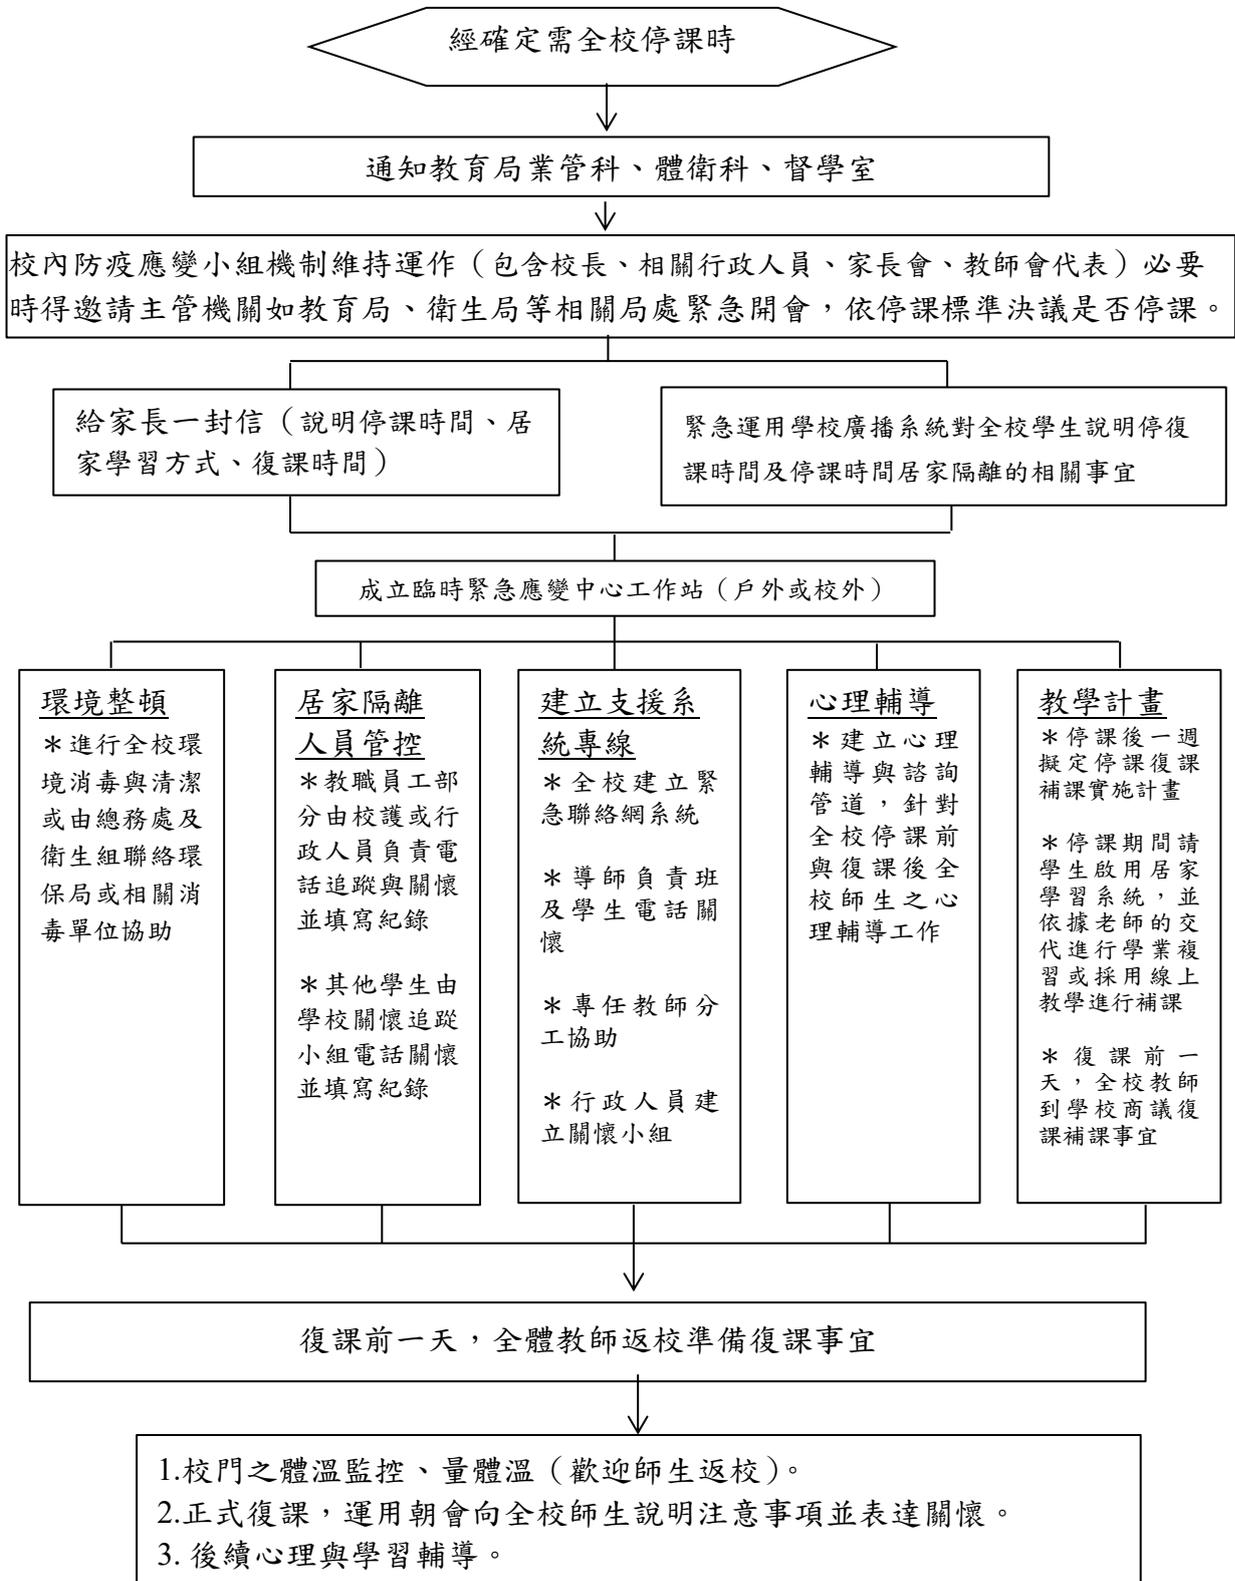 經確定需全校停課時
通知教育局業管科、體衛科、督學室
校內防疫應變小組機制維持運作（包含校長、相關行政人員、家長會、教師會代表）必要
時得邀請主管機關如教育局、衛生局等相關局處緊急開會，依停課標準決議是否停課。
給家長一封信（說明停課時間、居
家學習方式、復課時間）
緊急運用學校廣播系統對全校學生說明停復
課時間及停課時間居家隔離的相關事宜
成立臨時緊急應變中心工作站（戶外或校外）
環境整頓
＊進行全校環
境消毒與清潔
或由總務處及
衛生組聯絡環
保局或相關消
毒單位協助
居家隔離
人員管控
＊教職員工部
分由校護或行
政人員負責電
話追蹤與關懷
並填寫紀錄
＊其他學生由
學校關懷追蹤
小組電話關懷
並填寫紀錄
建立支援系
統專線
＊全校建立緊
急聯絡網系統
＊導師負責班
及學生電話關
懷
＊專任教師分
工協助
＊行政人員建
立關懷小組
心理輔導
＊建立心理
輔導與諮詢
管道，針對
全校停課前
與復課後全
校師生之心
理輔導工作
教學計畫
＊停課後一週
擬定停課復課
補課實施計畫
＊停課期間請
學生啟用居家
學習系統，並
依據老師的交
代進行學業複
習或採用線上
教學進行補課
＊復課前一
天，全校教師
到學校商議復
課補課事宜
復課前一天，全體教師返校準備復課事宜
1.校門之體溫監控、量體溫（歡迎師生返校）。
2.正式復課，運用朝會向全校師生說明注意事項並表達關懷。
3. 後續心理與學習輔導。